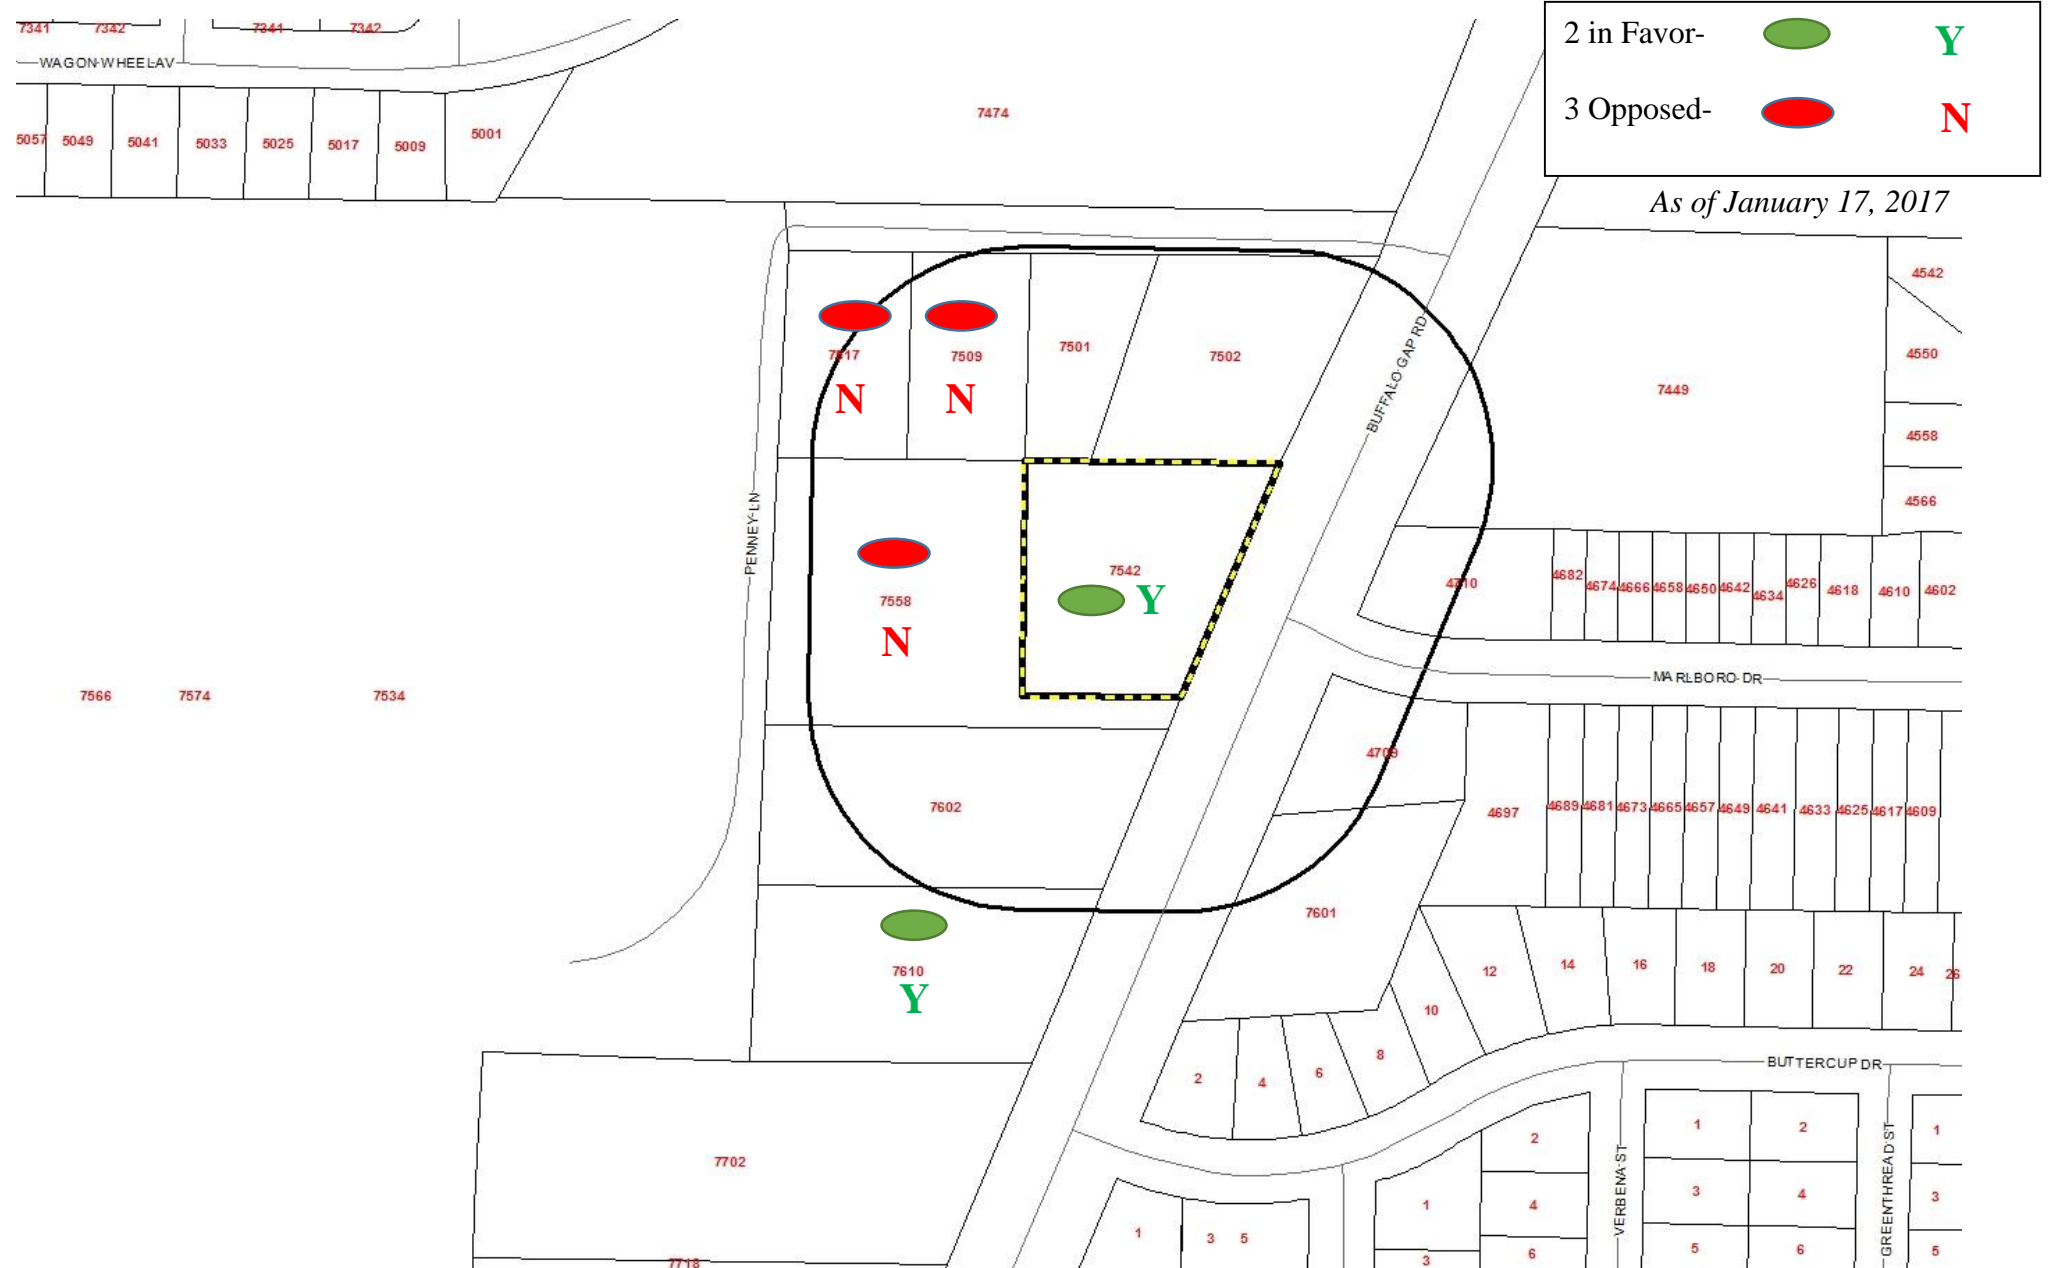 2 in Favor- Y
3 Opposed- N
As of January 17, 2017
7341 7342 7341 7342
WAGON WHEEL AV
5057 5049 5041 5033 5025 5017 5009 5001
7474
4542
4550
4558
4566
7449
7517 7509 7501 7502
N N
BUFFALO GAP RD
PENNEY LN
7542
Y
7558
N
4710 4682 4674 4666 4658 4650 4642 4634 4626 4618 4610 4602
MARLBORO DR
7566 7574 7534
4709
7602
4697 4689 4681 4673 4665 4657 4649 4641 4633 4625 4617 4609
7601
7610
Y
10 12 14 16 18 20 22 24 26
2 4 6 8
BUTTERCUP DR
7702
7718
1 3 5
1
3
2
4
6
VERBENA ST
1 2
3 4
5 6
GREENTHREAD ST
1
3
5